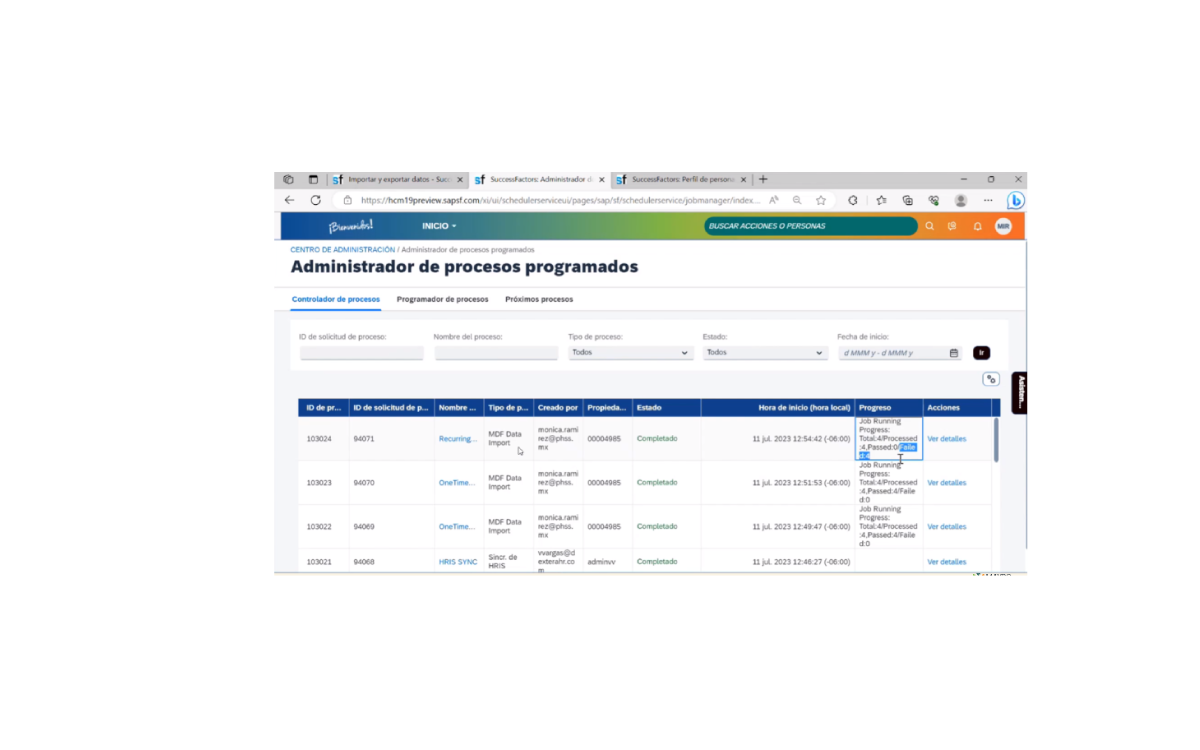 Importar y exportar datos - Succ
SuccessFactors: Administrador d
SuccessFactors: Perfil de persona
https://hcm19preview.sapsf.com/xi/ui/schedulerserviceui/pages/sap/sf/schedulerservice/jobmanager/index...
¡Bienvenidos!
INICIO
BUSCAR ACCIONES O PERSONAS
MIR
CENTRO DE ADMINISTRACIÓN / Administrador de procesos programados
Administrador de procesos programados
Controlador de procesos Programador de procesos Próximos procesos
ID de solicitud de proceso: Nombre del proceso: Tipo de proceso: Estado: Fecha de inicio:
Todos Todos d MMM y - d MMM y Ir
Asisten...
ID de pr... ID de solicitud de p... Nombre ... Tipo de p... Creado por Propieda... Estado Hora de inicio (hora local) Progreso Acciones
103024 94071 Recurring... MDF Data Import monica.ramirez@phss.mx 00004985 Completado 11 jul. 2023 12:54:42 (-06:00) Job Running Progress: Total:4/Processed:4,Passed:0/Failed:4 Ver detalles
103023 94070 OneTime... MDF Data Import monica.ramirez@phss.mx 00004985 Completado 11 jul. 2023 12:51:53 (-06:00) Job Running Progress: Total:4/Processed:4,Passed:4/Failed:0 Ver detalles
103022 94069 OneTime... MDF Data Import monica.ramirez@phss.mx 00004985 Completado 11 jul. 2023 12:49:47 (-06:00) Job Running Progress: Total:4/Processed:4,Passed:4/Failed:0 Ver detalles
103021 94068 HRIS SYNC Sincr. de HRIS vvargas@dexterahr.com adminvv Completado 11 jul. 2023 12:46:27 (-06:00) Ver detalles